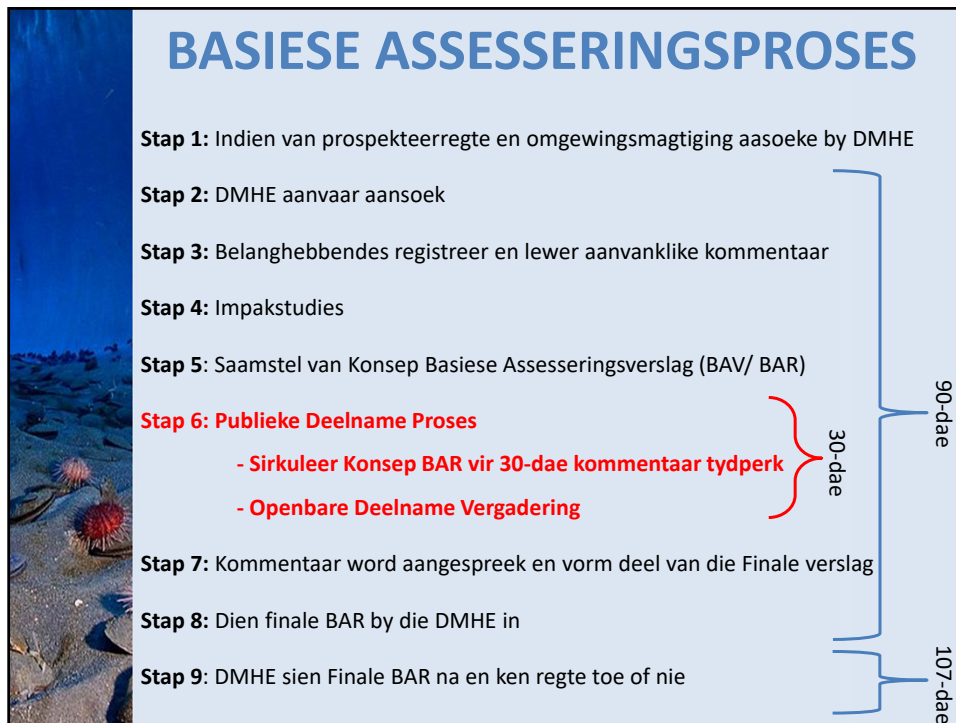 BASIESE ASSESSERINGSPROSES
Stap 1: Indien van prospekteerregte en omgewingsmagtiging aasoeke by DMHE
Stap 2: DMHE aanvaar aansoek
Stap 3: Belanghebbendes registreer en lewer aanvanklike kommentaar
Stap 4: Impakstudies
Stap 5: Saamstel van Konsep Basiese Assesseringsverslag (BAV/ BAR)
Stap 6: Publieke Deelname Proses
- Sirkuleer Konsep BAR vir 30-dae kommentaar tydperk
- Openbare Deelname Vergadering
30-dae
Stap 7: Kommentaar word aangespreek en vorm deel van die Finale verslag
Stap 8: Dien finale BAR by die DMHE in
90-dae
Stap 9: DMHE sien Finale BAR na en ken regte toe of nie
107-dae